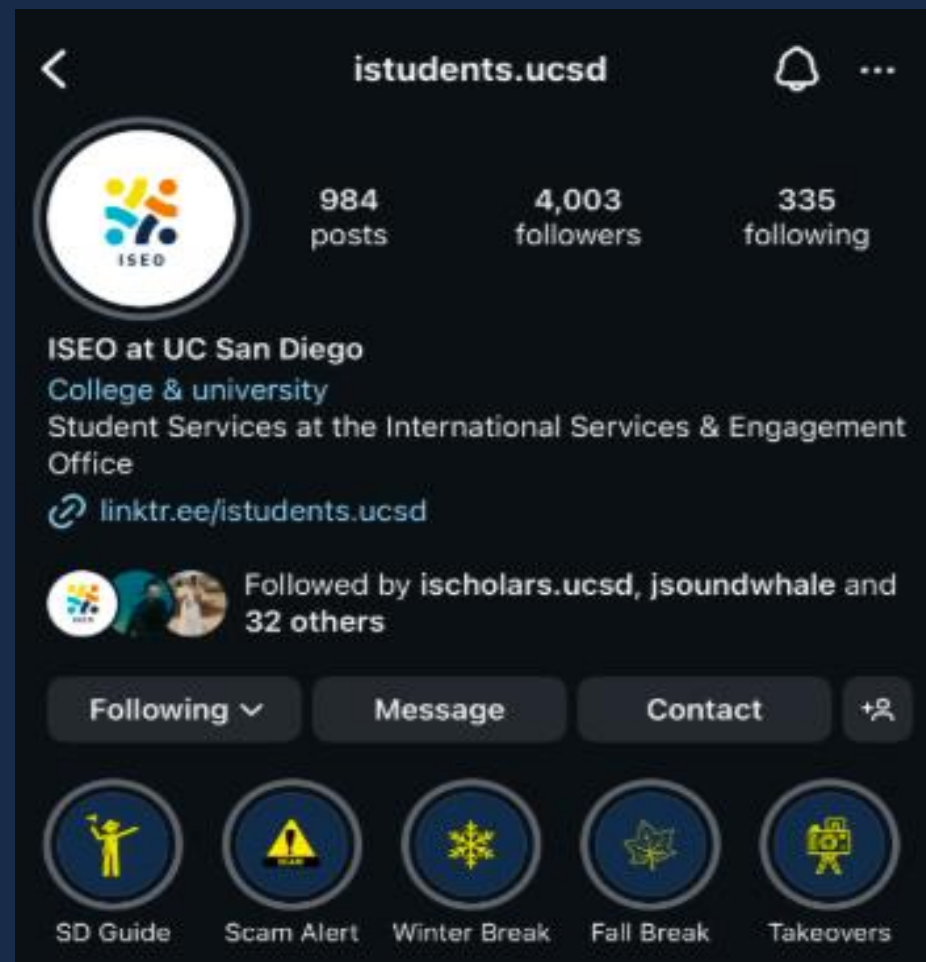 istudents.ucsd
ISEO
984
posts
4,003
followers
335
following
ISEO at UC San Diego
College & university
Student Services at the International Services & Engagement
Office
linktr.ee/istudents.ucsd
Followed by ischolars.ucsd, jsoundwhale and
32 others
Following
Message
Contact
SD Guide
Scam Alert
Winter Break
Fall Break
Takeovers